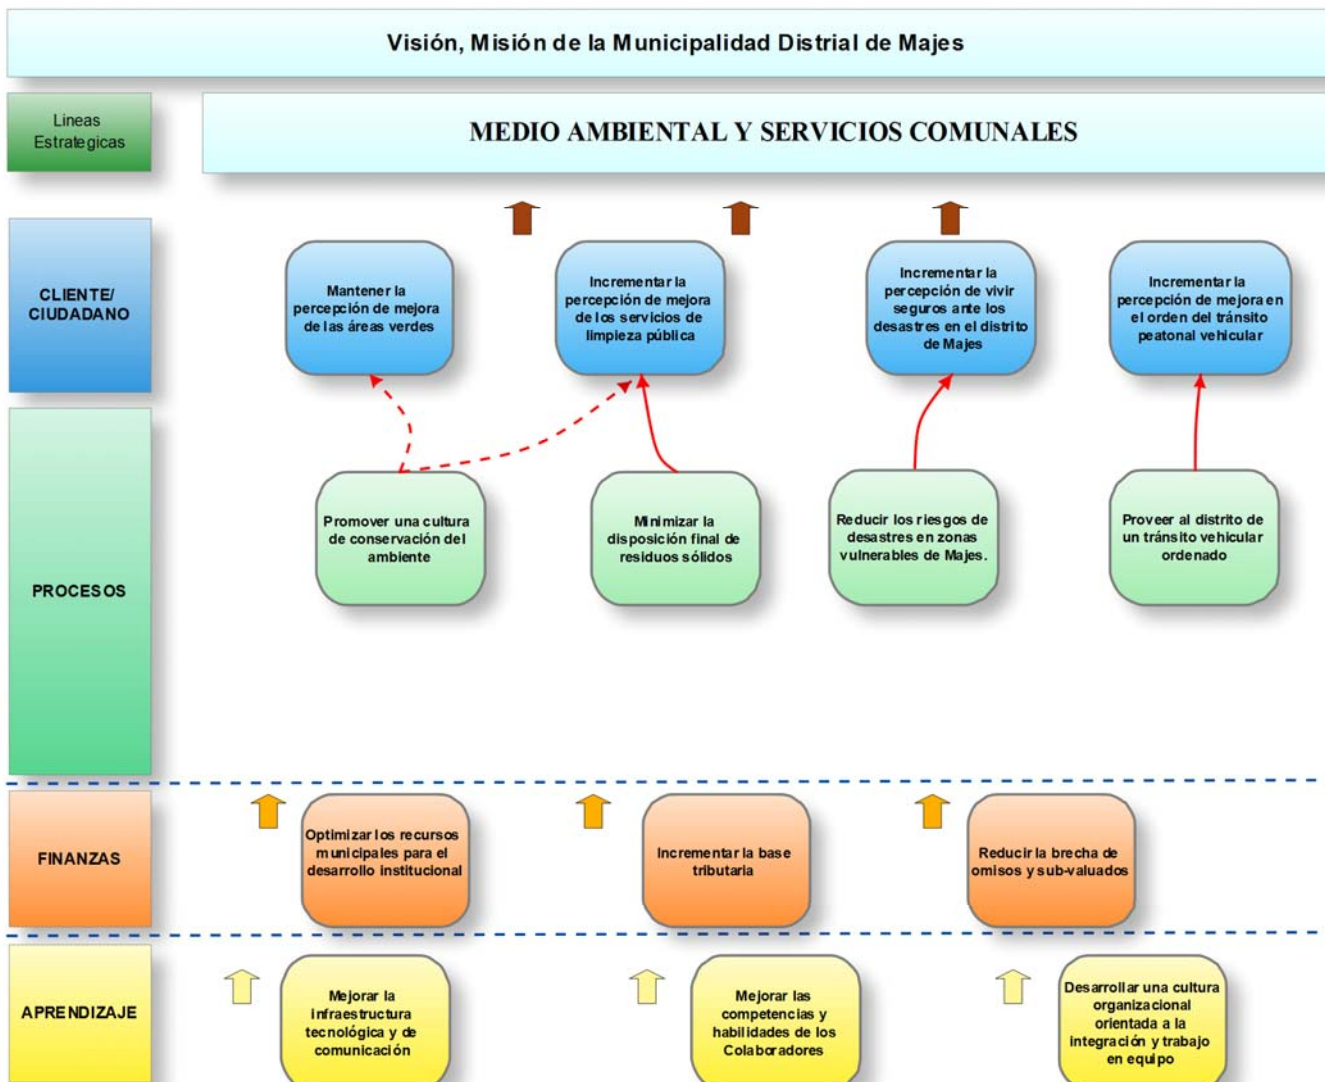 Visión, Misión de la Municipalidad Distrial de Majes
Lineas
Estrategicas
MEDIO AMBIENTAL Y SERVICIOS COMUNALES
CLIENTE/
CIUDADANO
Mantener la
percepción de mejora
de las áreas verdes
Incrementar la
percepción de mejora
de los servicios de
limpieza pública
Incrementar la
percepción de vivir
seguros ante los
desastres en el distrito
de Majes
Incrementar la
percepción de mejora en
el orden del tránsito
peatonal vehicular
PROCESOS
Promover una cultura
de conservación del
ambiente
Minimizar la
disposición final de
residuos sólidos
Reducir los riesgos de
desastres en zonas
vulnerables de Majes.
Proveer al distrito de
un tránsito vehicular
ordenado
FINANZAS
Optimizar los recursos
municipales para el
desarrollo institucional
Incrementar la base
tributaria
Reducir la brecha de
omisos y sub-valuados
APRENDIZAJE
Mejorar la
infraestructura
tecnológica y de
comunicación
Mejorar las
competencias y
habilidades de los
Colaboradores
Desarrollar una cultura
organizacional
orientada a la
integración y trabajo
en equipo